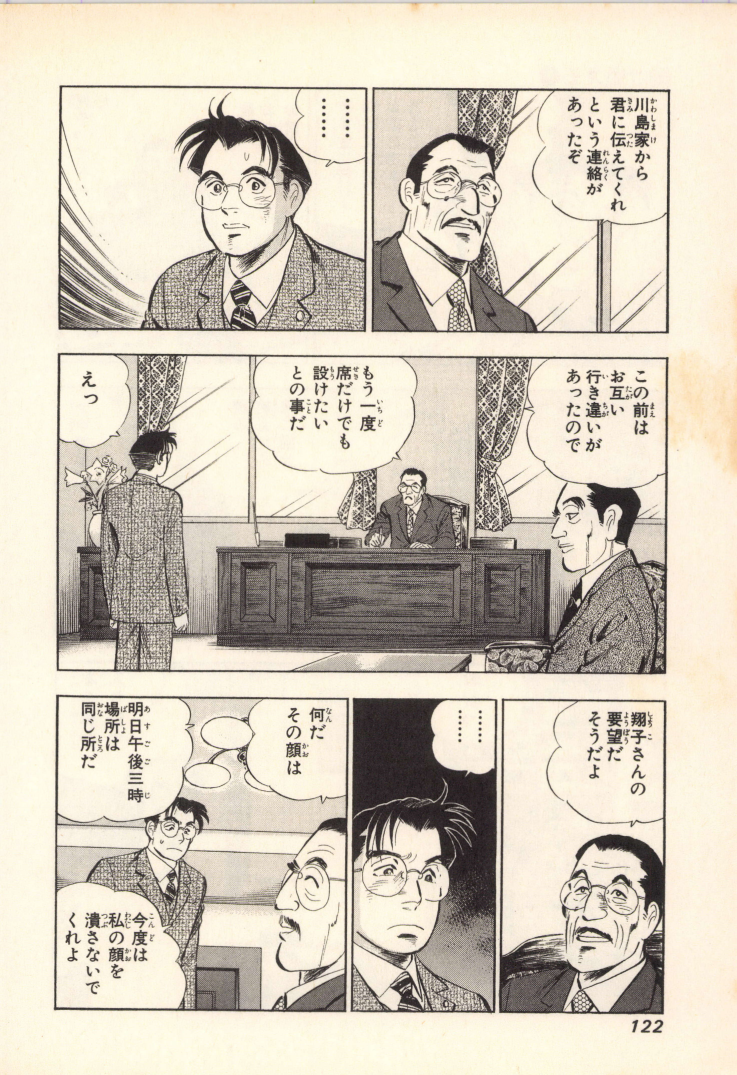 川島家から
君に伝えてくれ
という連絡が
あったぞ
……
……
この前は
お互い
行き違いが
あったので
もう一度
席だけでも
設けたい
との事だ
えっ
翔子さんの
要望だ
そうだよ
……
……
何だ
その顔は
明日午後三時
場所は
同じ所だ
今度は
私の顔を
潰さないで
くれよ
122